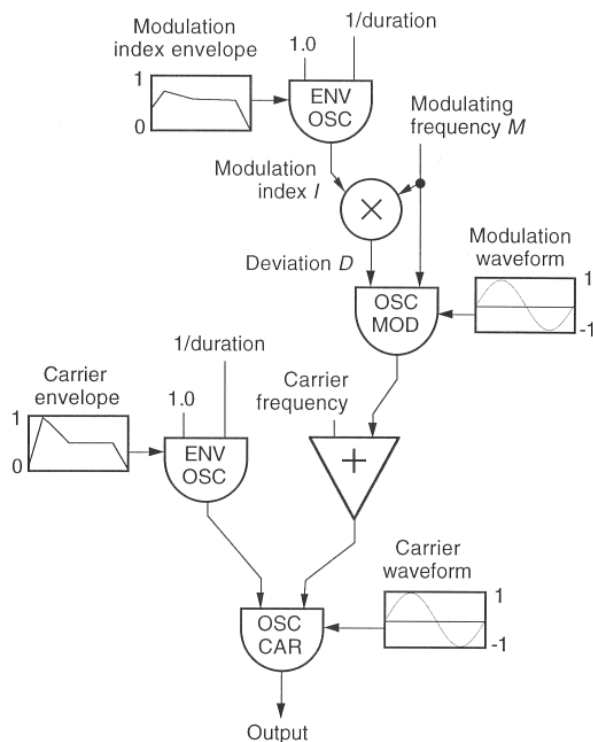 Modulation
index envelope
1/duration
1.0
1
0
ENV
OSC
Modulating
frequency M
Modulation
index I
×
Deviation D
Modulation
waveform
OSC
MOD
1
-1
1/duration
Carrier
envelope
1.0
Carrier
frequency
1
0
ENV
OSC
+
Carrier
waveform
1
-1
OSC
CAR
Output